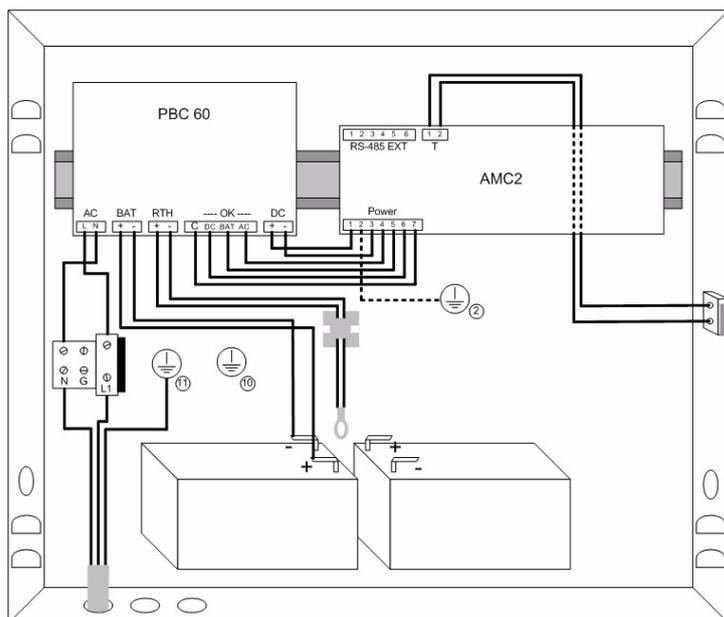 PBC 60
1 2 3 4 5 6
1 2
RS-485 EXT
T
AMC2
AC
BAT
RTH
---- OK ----
DC
Power
L N
+ -
+ -
C DC BAT AC
+ -
1 2 3 4 5 6 7
2
N
G
L1
11
10
-
+
+
-